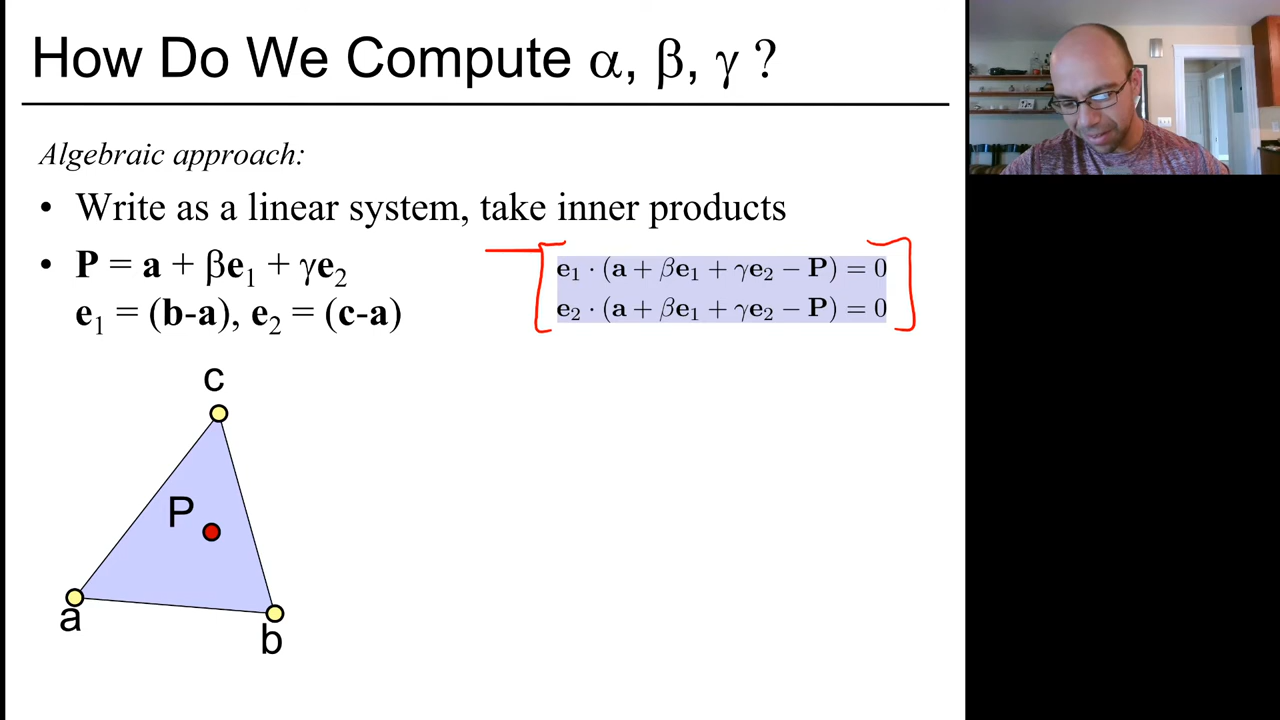 How Do We Compute α, β, γ ?
Algebraic approach:
• Write as a linear system, take inner products
• P = a + βe₁ + γe₂
e₁ = (b-a), e₂ = (c-a)
e₁ · (a + βe₁ + γe₂ − P) = 0
e₂ · (a + βe₁ + γe₂ − P) = 0
c
P
a
b